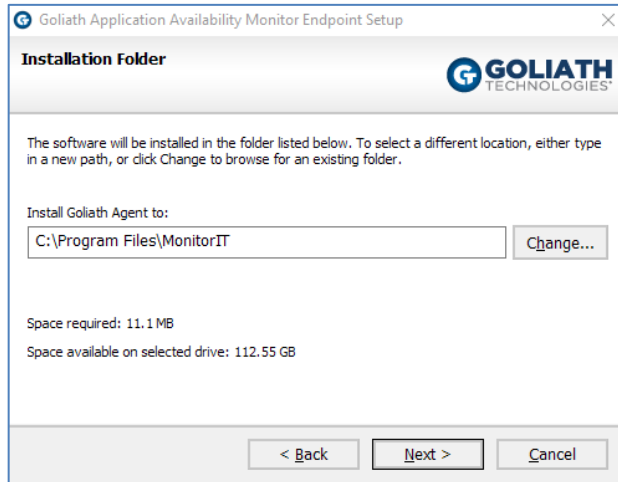 Goliath Application Availability Monitor Endpoint Setup
Installation Folder
GOLIATH
TECHNOLOGIES
The software will be installed in the folder listed below. To select a different location, either type
in a new path, or click Change to browse for an existing folder.
Install Goliath Agent to:
C:\Program Files\MonitorIT
Change...
Space required: 11.1 MB
Space available on selected drive: 112.55 GB
< Back
Next >
Cancel